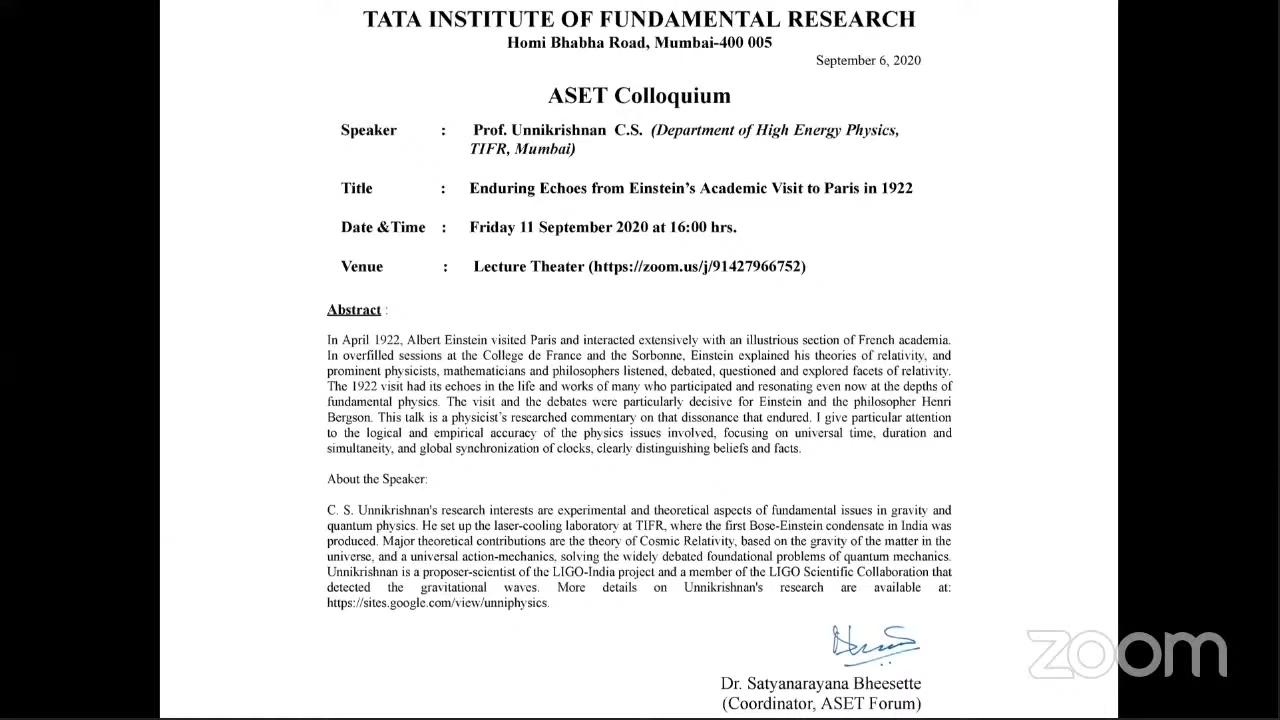 TATA INSTITUTE OF FUNDAMENTAL RESEARCH
Homi Bhabha Road, Mumbai-400 005
September 6, 2020
ASET Colloquium
Speaker : Prof. Unnikrishnan C.S. (Department of High Energy Physics,
TIFR, Mumbai)
Title : Enduring Echoes from Einstein's Academic Visit to Paris in 1922
Date &Time : Friday 11 September 2020 at 16:00 hrs.
Venue : Lecture Theater (https://zoom.us/j/91427966752)
Abstract :
In April 1922, Albert Einstein visited Paris and interacted extensively with an illustrious section of French academia.
In overfilled sessions at the College de France and the Sorbonne, Einstein explained his theories of relativity, and
prominent physicists, mathematicians and philosophers listened, debated, questioned and explored facets of relativity.
The 1922 visit had its echoes in the life and works of many who participated and resonating even now at the depths of
fundamental physics. The visit and the debates were particularly decisive for Einstein and the philosopher Henri
Bergson. This talk is a physicist's researched commentary on that dissonance that endured. I give particular attention
to the logical and empirical accuracy of the physics issues involved, focusing on universal time, duration and
simultaneity, and global synchronization of clocks, clearly distinguishing beliefs and facts.
About the Speaker:
C. S. Unnikrishnan's research interests are experimental and theoretical aspects of fundamental issues in gravity and
quantum physics. He set up the laser-cooling laboratory at TIFR, where the first Bose-Einstein condensate in India was
produced. Major theoretical contributions are the theory of Cosmic Relativity, based on the gravity of the matter in the
universe, and a universal action-mechanics, solving the widely debated foundational problems of quantum mechanics.
Unnikrishnan is a proposer-scientist of the LIGO-India project and a member of the LIGO Scientific Collaboration that
detected the gravitational waves. More details on Unnikrishnan's research are available at:
https://sites.google.com/view/unniphysics.
zoom
Dr. Satyanarayana Bheesette
(Coordinator, ASET Forum)